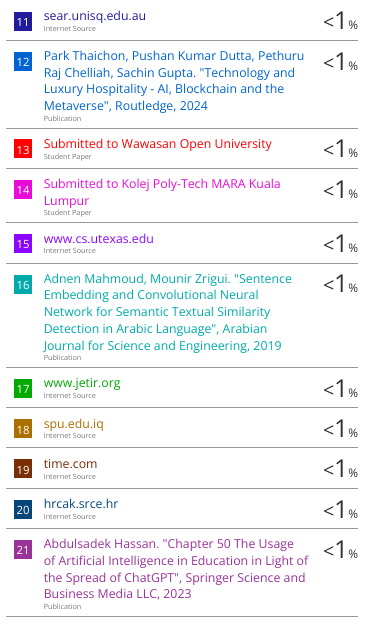 11 sear.unisq.edu.au <1%
Internet Source
12 Park Thaichon, Pushan Kumar Dutta, Pethuru <1%
Raj Chelliah, Sachin Gupta. "Technology and
Luxury Hospitality - AI, Blockchain and the
Metaverse", Routledge, 2024
Publication
13 Submitted to Wawasan Open University <1%
Student Paper
14 Submitted to Kolej Poly-Tech MARA Kuala <1%
Lumpur
Student Paper
15 www.cs.utexas.edu <1%
Internet Source
16 Adnen Mahmoud, Mounir Zrigui. "Sentence <1%
Embedding and Convolutional Neural
Network for Semantic Textual Similarity
Detection in Arabic Language", Arabian
Journal for Science and Engineering, 2019
Publication
17 www.jetir.org <1%
Internet Source
18 spu.edu.iq <1%
Internet Source
19 time.com <1%
Internet Source
20 hrcak.srce.hr <1%
Internet Source
21 Abdulsadek Hassan. "Chapter 50 The Usage <1%
of Artificial Intelligence in Education in Light of
the Spread of ChatGPT", Springer Science and
Business Media LLC, 2023
Publication